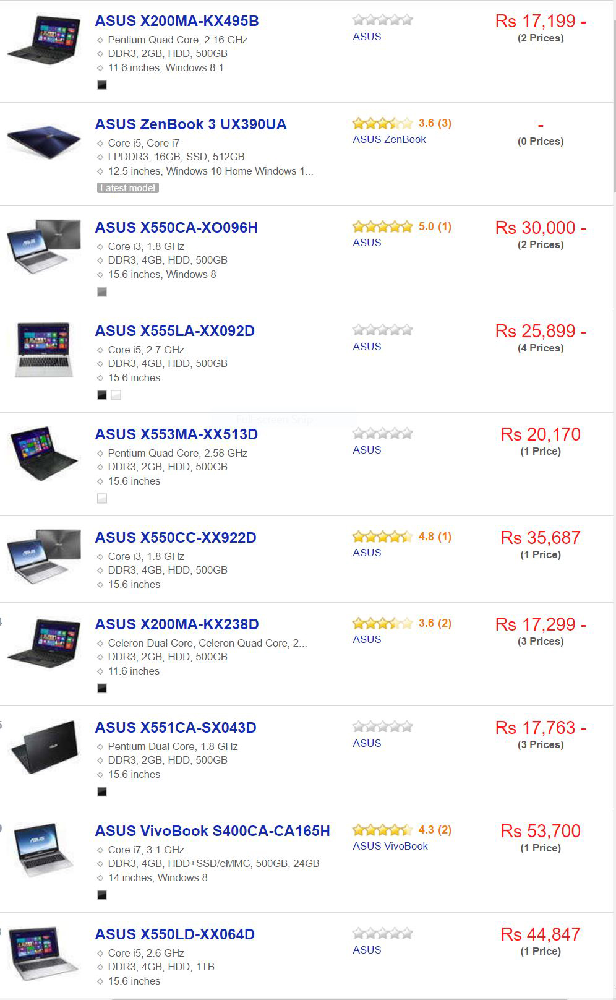 ASUS X200MA-KX495B
ASUS
Rs 17,199 -
(2 Prices)
Pentium Quad Core, 2.16 GHz
DDR3, 2GB, HDD, 500GB
11.6 inches, Windows 8.1
ASUS ZenBook 3 UX390UA
3.6 (3)
ASUS ZenBook
-
(0 Prices)
Core i5, Core i7
LPDDR3, 16GB, SSD, 512GB
12.5 inches, Windows 10 Home Windows 1...
Latest model
ASUS X550CA-XO096H
5.0 (1)
ASUS
Rs 30,000 -
(2 Prices)
Core i3, 1.8 GHz
DDR3, 4GB, HDD, 500GB
15.6 inches, Windows 8
ASUS X555LA-XX092D
ASUS
Rs 25,899 -
(4 Prices)
Core i5, 2.7 GHz
DDR3, 4GB, HDD, 500GB
15.6 inches
Full-screen Snip
ASUS X553MA-XX513D
ASUS
Rs 20,170
(1 Price)
Pentium Quad Core, 2.58 GHz
DDR3, 2GB, HDD, 500GB
15.6 inches
ASUS X550CC-XX922D
4.8 (1)
ASUS
Rs 35,687
(1 Price)
Core i3, 1.8 GHz
DDR3, 4GB, HDD, 500GB
15.6 inches
ASUS X200MA-KX238D
3.6 (2)
ASUS
Rs 17,299 -
(3 Prices)
Celeron Dual Core, Celeron Quad Core, 2...
DDR3, 2GB, HDD, 500GB
11.6 inches
ASUS X551CA-SX043D
ASUS
Rs 17,763 -
(3 Prices)
Pentium Dual Core, 1.8 GHz
DDR3, 2GB, HDD, 500GB
15.6 inches
ASUS VivoBook S400CA-CA165H
4.3 (2)
ASUS VivoBook
Rs 53,700
(1 Price)
Core i7, 3.1 GHz
DDR3, 4GB, HDD+SSD/eMMC, 500GB, 24GB
14 inches, Windows 8
ASUS X550LD-XX064D
ASUS
Rs 44,847
(1 Price)
Core i5, 2.6 GHz
DDR3, 4GB, HDD, 1TB
15.6 inches